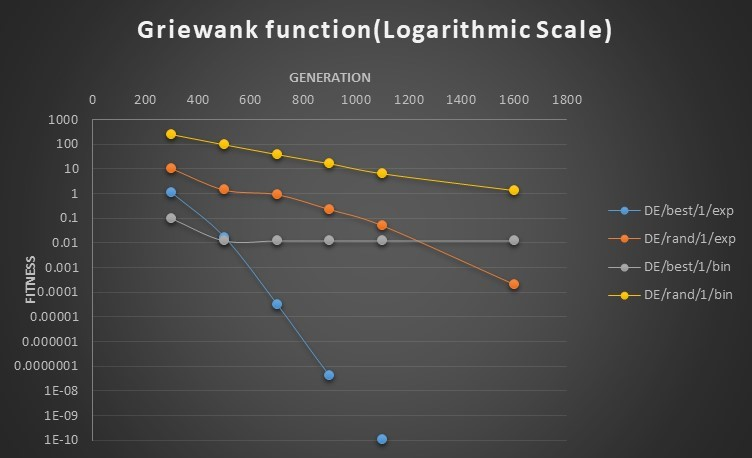 Griewank function(Logarithmic Scale)
GENERATION
0 200 400 600 800 1000 1200 1400 1600 1800
1000
100
10
1
0.1
0.01
0.001
0.0001
0.00001
0.000001
0.0000001
1E-08
1E-09
1E-10
FITNESS
DE/best/1/exp
DE/rand/1/exp
DE/best/1/bin
DE/rand/1/bin